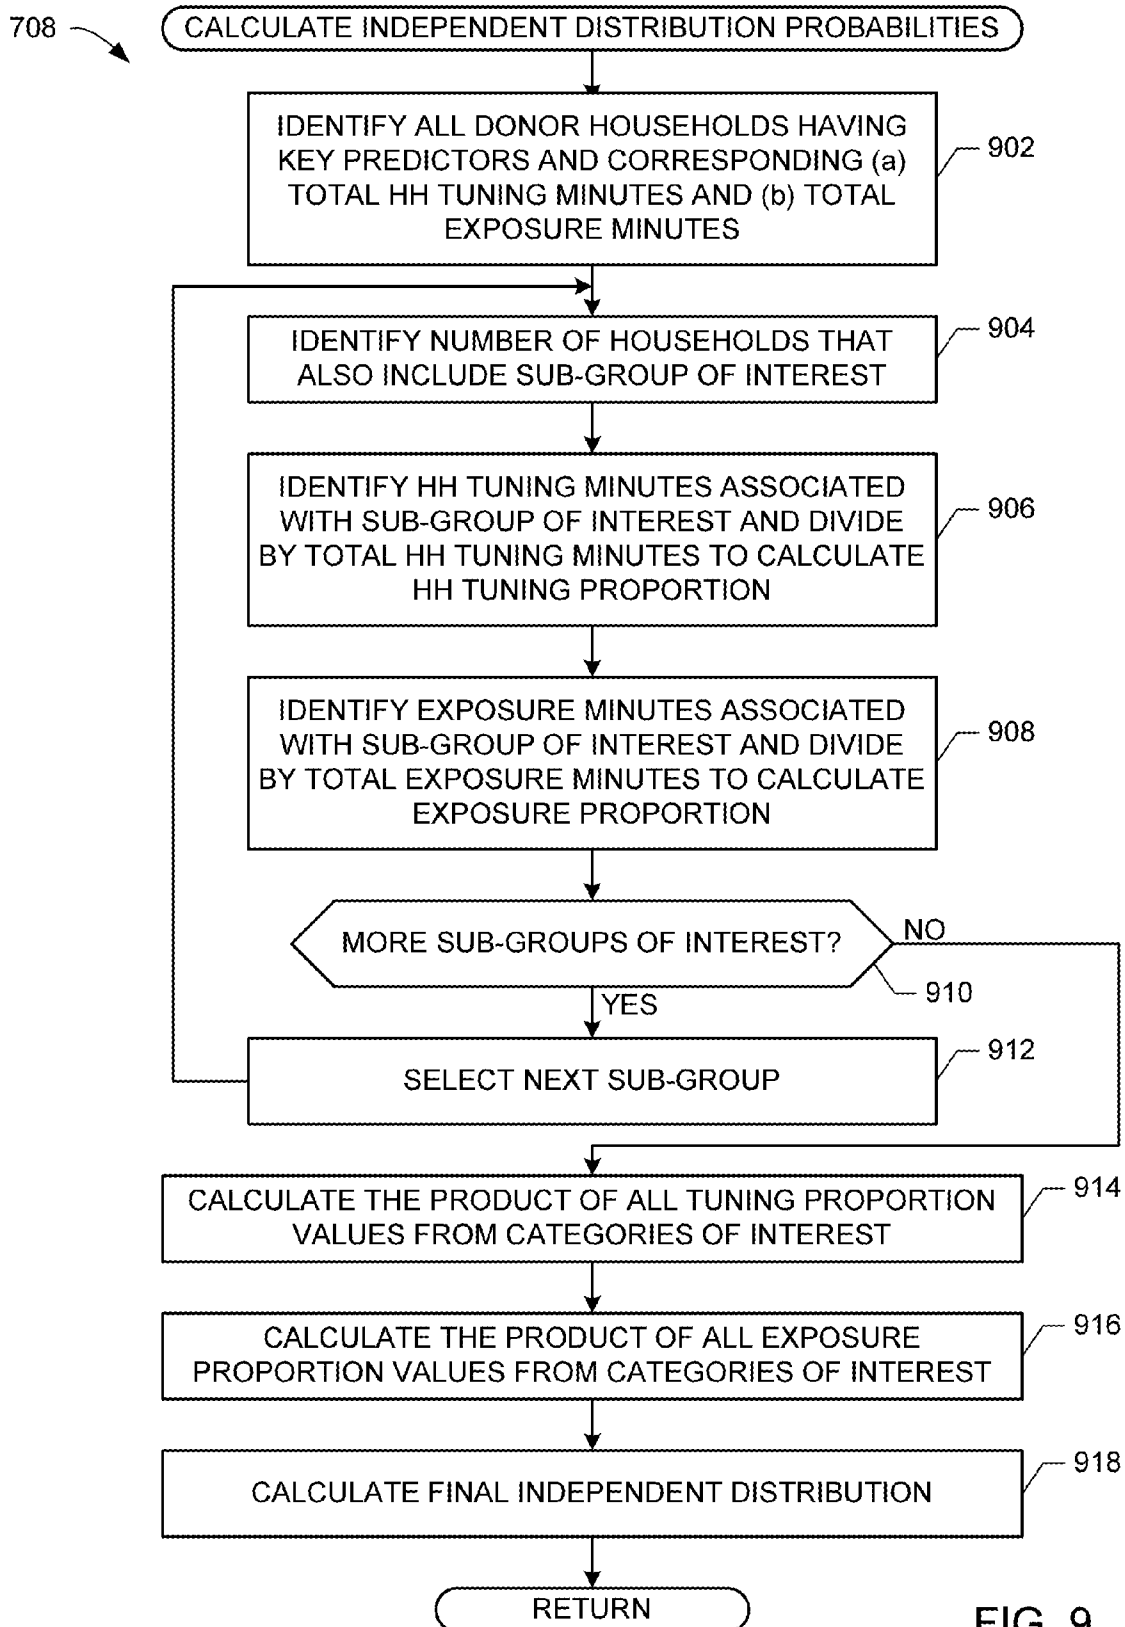 708
CALCULATE INDEPENDENT DISTRIBUTION PROBABILITIES
IDENTIFY ALL DONOR HOUSEHOLDS HAVING
KEY PREDICTORS AND CORRESPONDING (a)
TOTAL HH TUNING MINUTES AND (b) TOTAL
EXPOSURE MINUTES
902
IDENTIFY NUMBER OF HOUSEHOLDS THAT
ALSO INCLUDE SUB-GROUP OF INTEREST
904
IDENTIFY HH TUNING MINUTES ASSOCIATED
WITH SUB-GROUP OF INTEREST AND DIVIDE
BY TOTAL HH TUNING MINUTES TO CALCULATE
HH TUNING PROPORTION
906
IDENTIFY EXPOSURE MINUTES ASSOCIATED
WITH SUB-GROUP OF INTEREST AND DIVIDE
BY TOTAL EXPOSURE MINUTES TO CALCULATE
EXPOSURE PROPORTION
908
MORE SUB-GROUPS OF INTEREST?
NO
910
YES
SELECT NEXT SUB-GROUP
912
CALCULATE THE PRODUCT OF ALL TUNING PROPORTION
VALUES FROM CATEGORIES OF INTEREST
914
CALCULATE THE PRODUCT OF ALL EXPOSURE
PROPORTION VALUES FROM CATEGORIES OF INTEREST
916
CALCULATE FINAL INDEPENDENT DISTRIBUTION
918
RETURN
FIG. 9